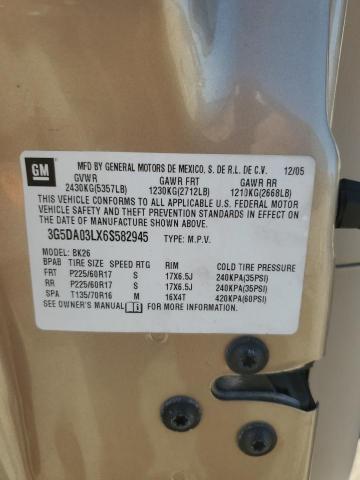 GM
MFD BY GENERAL MOTORS DE MEXICO, S. DE R.L. DE C.V. 12/05
GVWR GAWR FRT GAWR RR
2430KG(5357LB) 1230KG(2712LB) 1210KG(2668LB)
THIS VEHICLE CONFORMS TO ALL APPLICABLE U.S. FEDERAL MOTOR
VEHICLE SAFETY AND THEFT PREVENTION STANDARDS IN EFFECT ON
THE DATE OF MANUFACTURE SHOWN ABOVE.
3G5DA03LX6S582945 TYPE: M.P.V.
MODEL: BK26
BPAB TIRE SIZE SPEED RTG RIM COLD TIRE PRESSURE
FRT P225/60R17 S 17X6.5J 240KPA(35PSI)
RR P225/60R17 S 17X6.5J 240KPA(35PSI)
SPA T135/70R16 M 16X4T 420KPA(60PSI)
SEE OWNER'S MANUAL FOR ADDITIONAL INFORMATION.